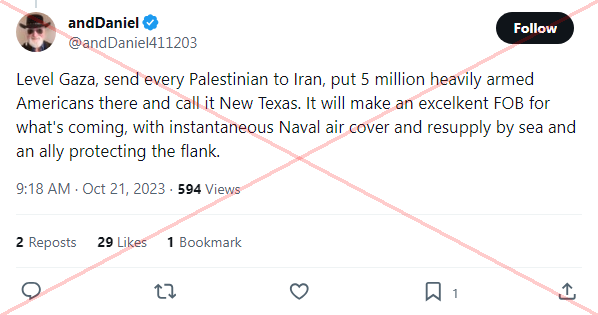 andDaniel
@andDaniel411203
Follow
Level Gaza, send every Palestinian to Iran, put 5 million heavily armed
Americans there and call it New Texas. It will make an excelkent FOB for
what's coming, with instantaneous Naval air cover and resupply by sea and
an ally protecting the flank.
9:18 AM · Oct 21, 2023 · 594 Views
2 Reposts 29 Likes 1 Bookmark
1